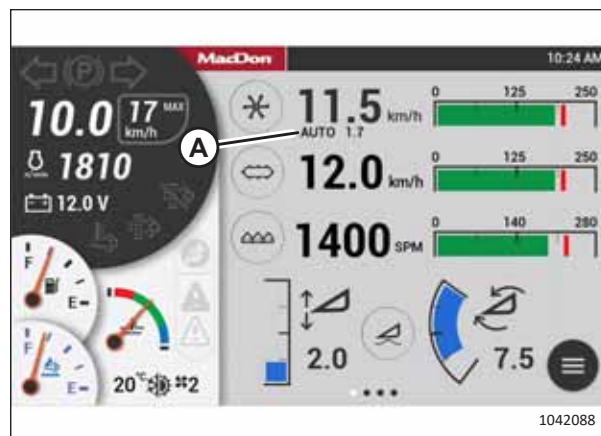 MacDon
10:24 AM
P
10.0 17 MAX km/h
n/min 1810
12.0 V
F
E
F
E
20°C 2
11.5 km/h
AUTO 1.7
A
0 125 250
12.0 km/h
0 125 250
1400 SPM
0 140 280
2.0
7.5
1042088